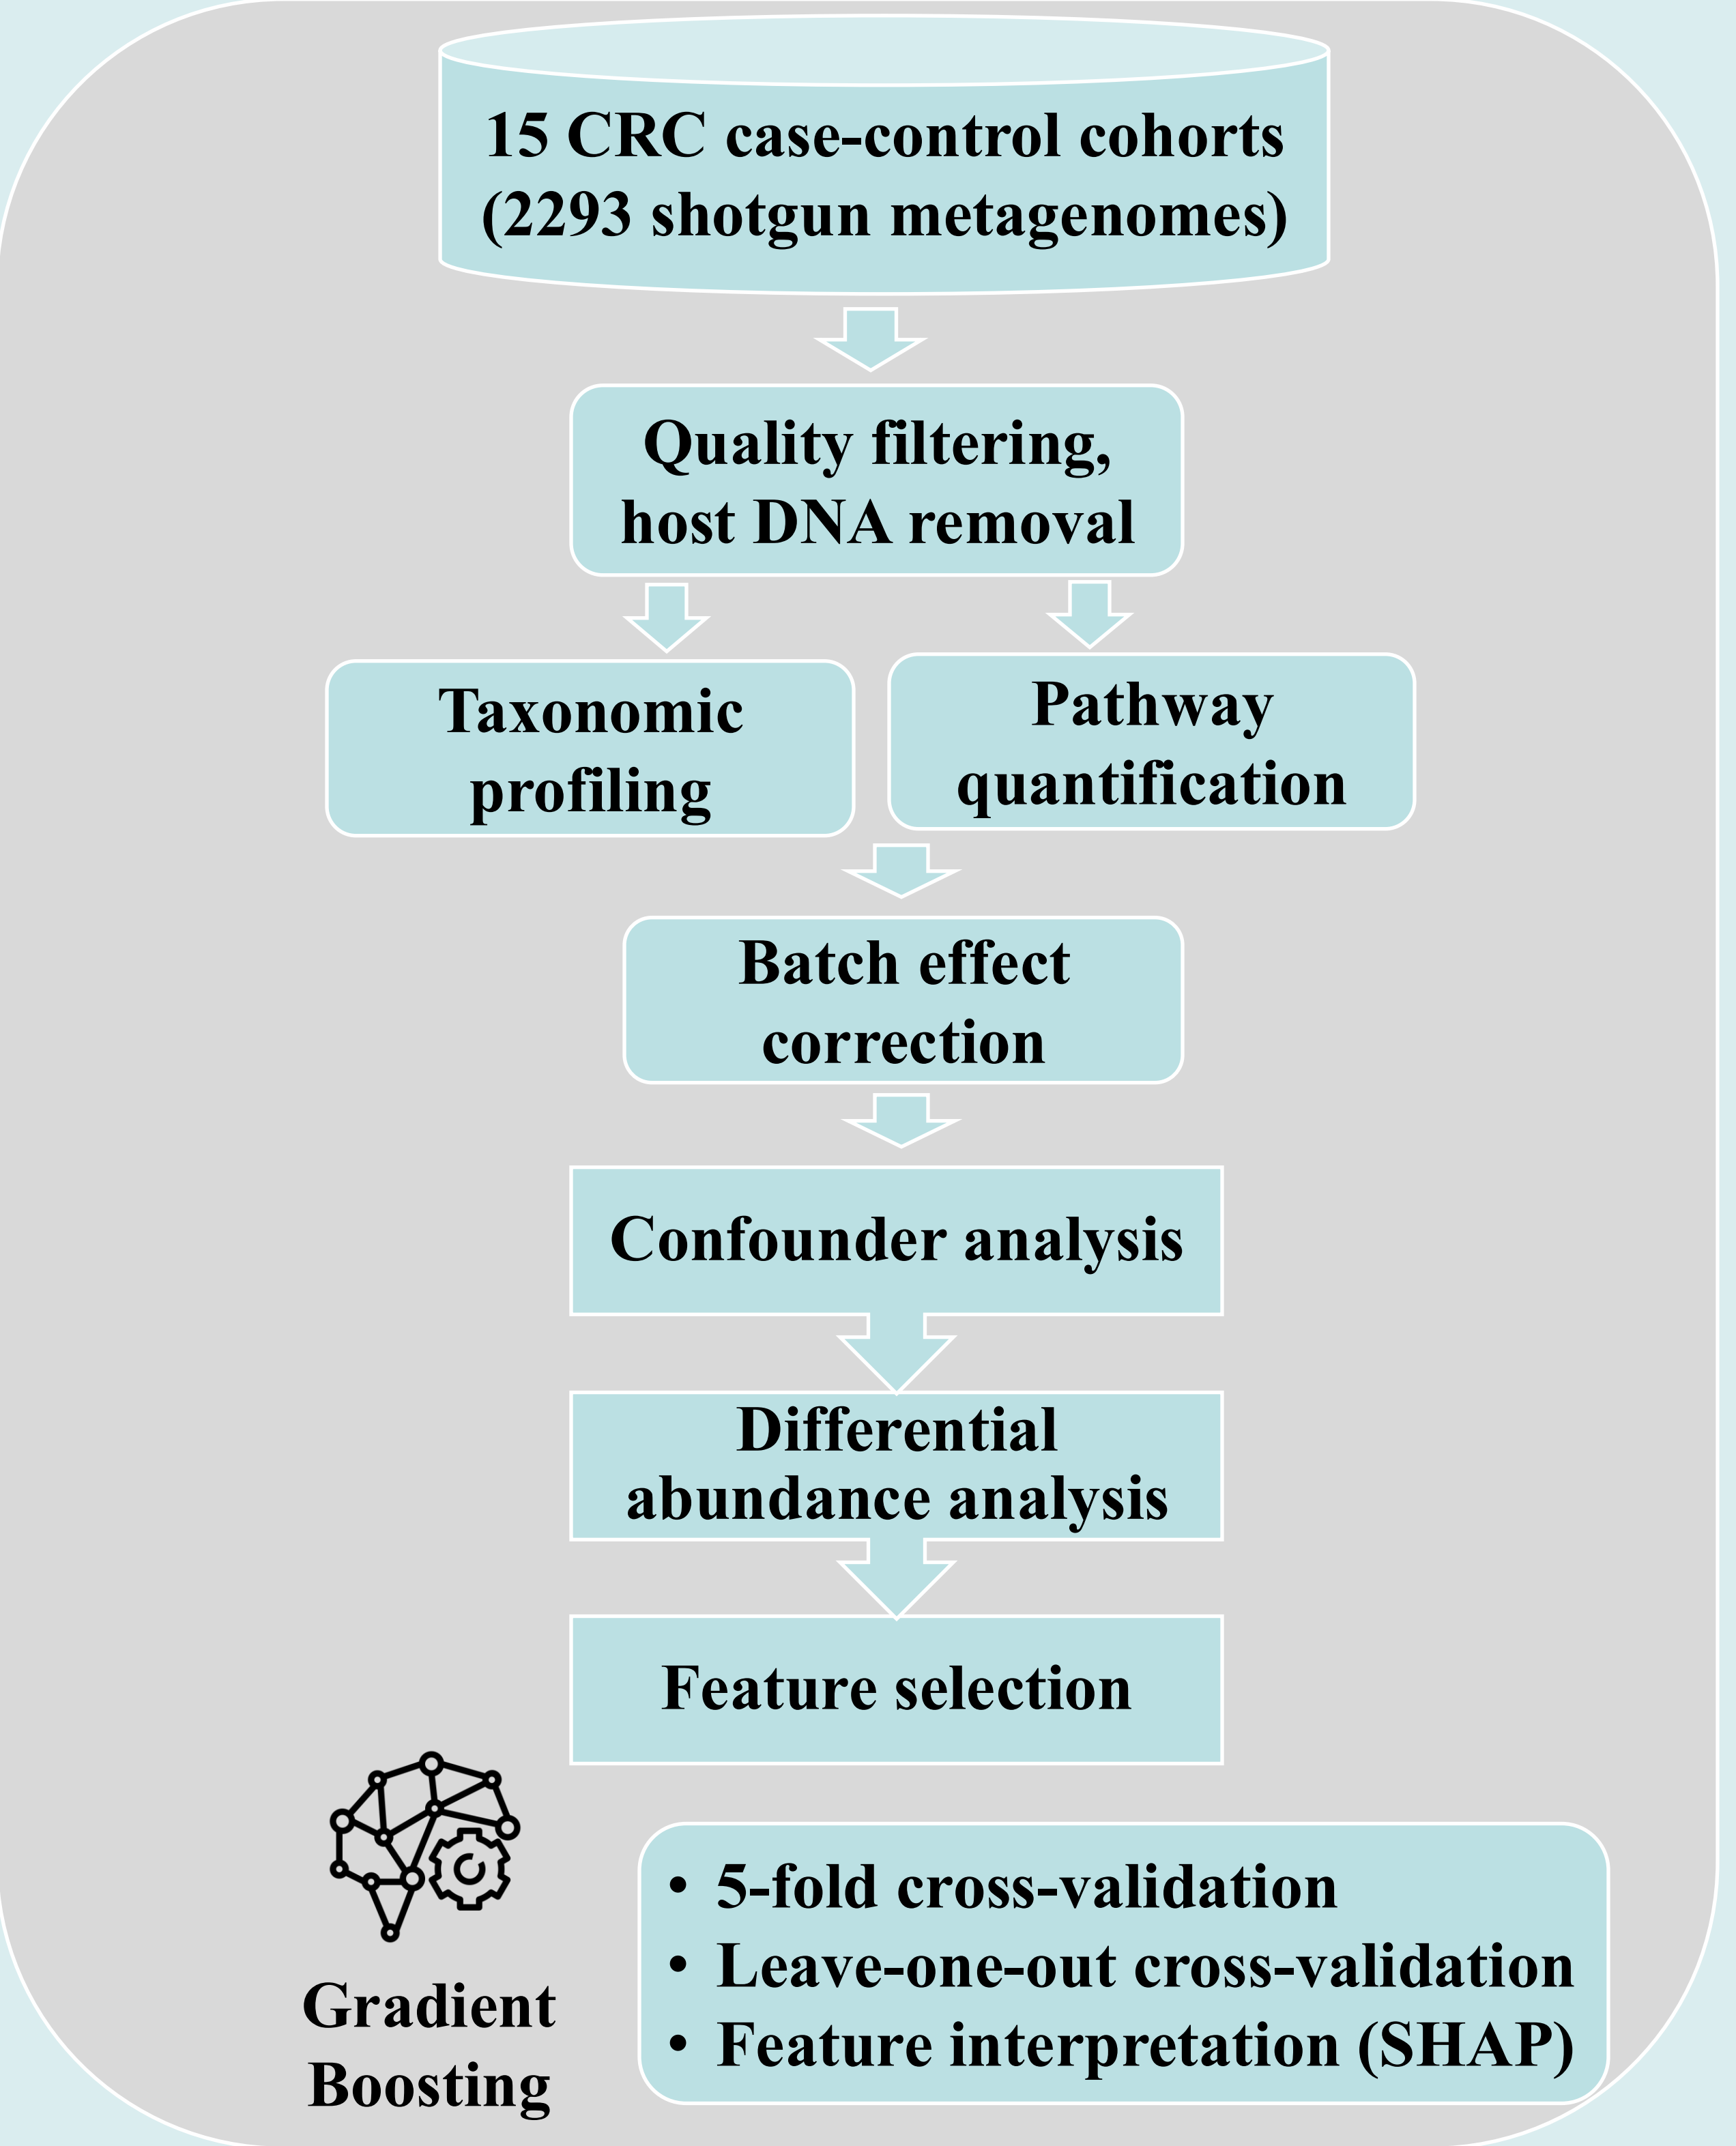 15 CRC case-control cohorts
(2293 shotgun metagenomes)
Quality filtering,
host DNA removal
Taxonomic
profiling
Pathway
quantification
Batch effect
correction
Confounder analysis
Differential
abundance analysis
Feature selection
Gradient
Boosting
• 5-fold cross-validation
• Leave-one-out cross-validation
• Feature interpretation (SHAP)